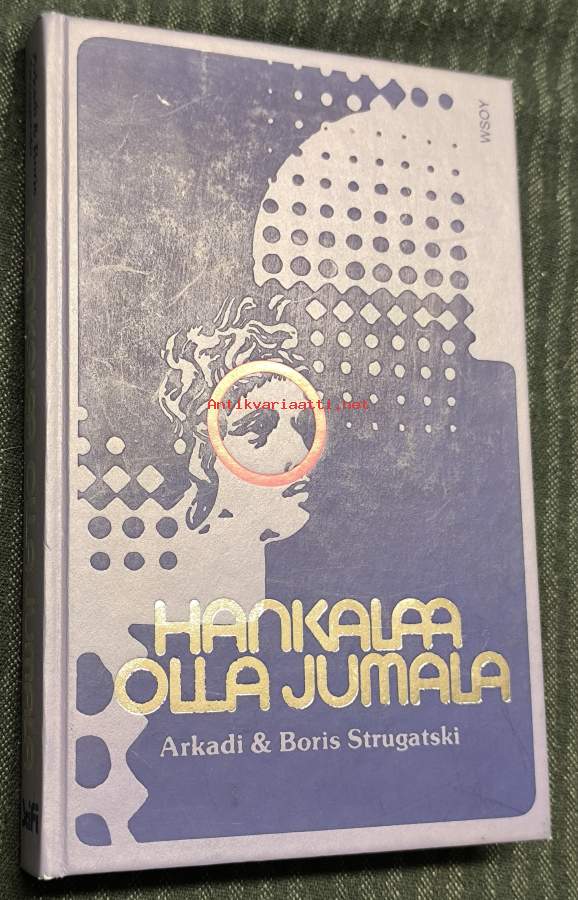 WSOY
Antikvariaatti.net
HANKALAA
OLLA JUMALA
Arkadi & Boris Strugatski